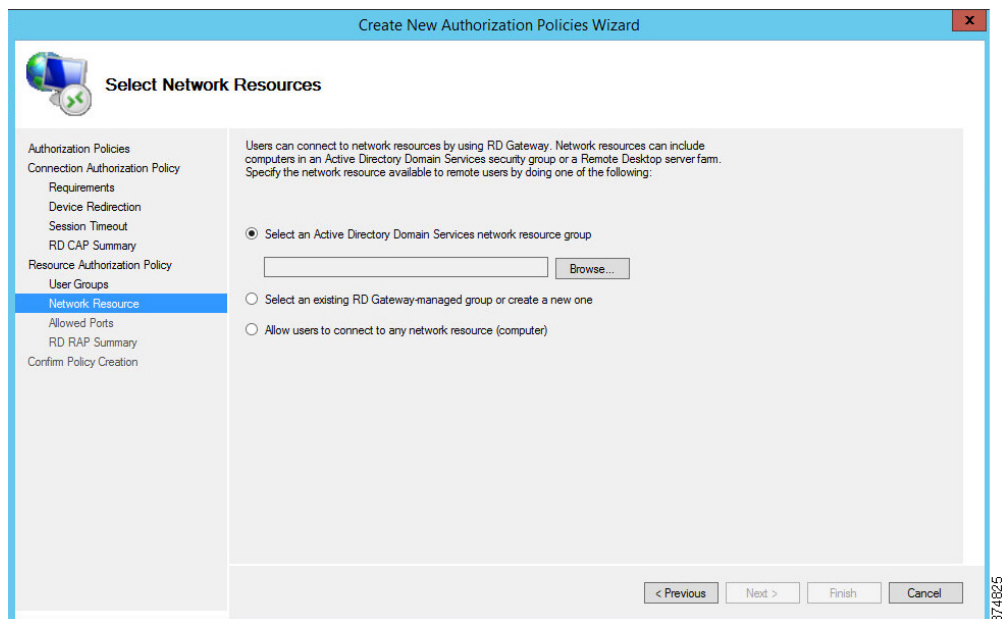 Create New Authorization Policies Wizard
x
Select Network Resources
Authorization Policies
Connection Authorization Policy
Requirements
Device Redirection
Session Timeout
RD CAP Summary
Resource Authorization Policy
User Groups
Network Resource
Allowed Ports
RD RAP Summary
Confirm Policy Creation
Users can connect to network resources by using RD Gateway. Network resources can include
computers in an Active Directory Domain Services security group or a Remote Desktop server farm.
Specify the network resource available to remote users by doing one of the following:
Select an Active Directory Domain Services network resource group
Browse...
Select an existing RD Gateway-managed group or create a new one
Allow users to connect to any network resource (computer)
< Previous
Next >
Finish
Cancel
374825